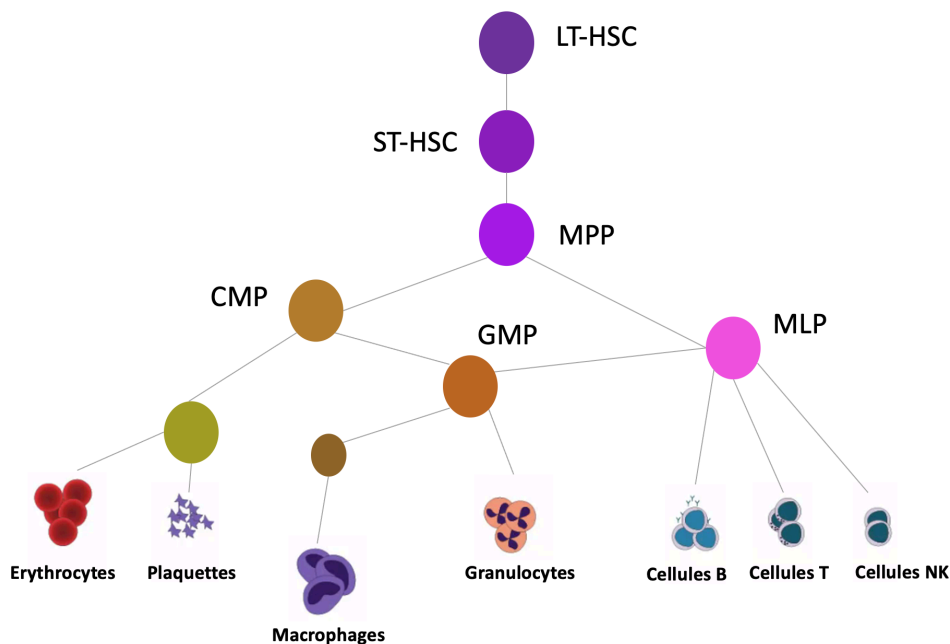 LT-HSC
ST-HSC
MPP
CMP
GMP
MLP
Erythrocytes
Plaquettes
Macrophages
Granulocytes
Cellules B
Cellules T
Cellules NK